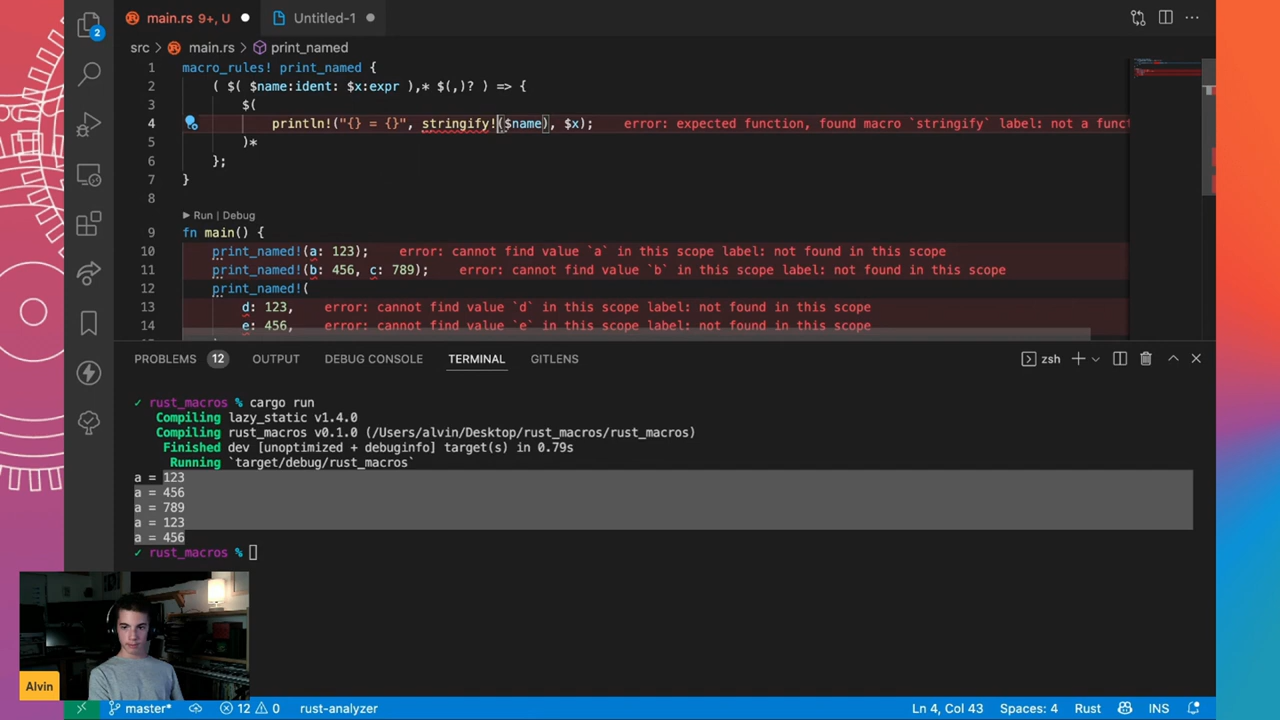 main.rs 9+, U Untitled-1
src > main.rs > print_named
2
1 macro_rules! print_named {
2 ( $( $name:ident: $x:expr ),* $(,)? ) => {
3 $(
4 println!("{} = {}", stringify!($name), $x); error: expected function, found macro `stringify` label: not a funct
5 )*
6 };
7 }
8
▶ Run | Debug
9 fn main() {
10 print_named!(a: 123); error: cannot find value `a` in this scope label: not found in this scope
11 print_named!(b: 456, c: 789); error: cannot find value `b` in this scope label: not found in this scope
12 print_named!(
13 d: 123, error: cannot find value `d` in this scope label: not found in this scope
14 e: 456, error: cannot find value `e` in this scope label: not found in this scope
PROBLEMS 12 OUTPUT DEBUG CONSOLE TERMINAL GITLENS zsh
✓ rust_macros % cargo run
Compiling lazy_static v1.4.0
Compiling rust_macros v0.1.0 (/Users/alvin/Desktop/rust_macros/rust_macros)
Finished dev [unoptimized + debuginfo] target(s) in 0.79s
Running `target/debug/rust_macros`
a = 123
a = 456
a = 789
a = 123
a = 456
✓ rust_macros %
Alvin
master* 12 0 rust-analyzer Ln 4, Col 43 Spaces: 4 Rust INS